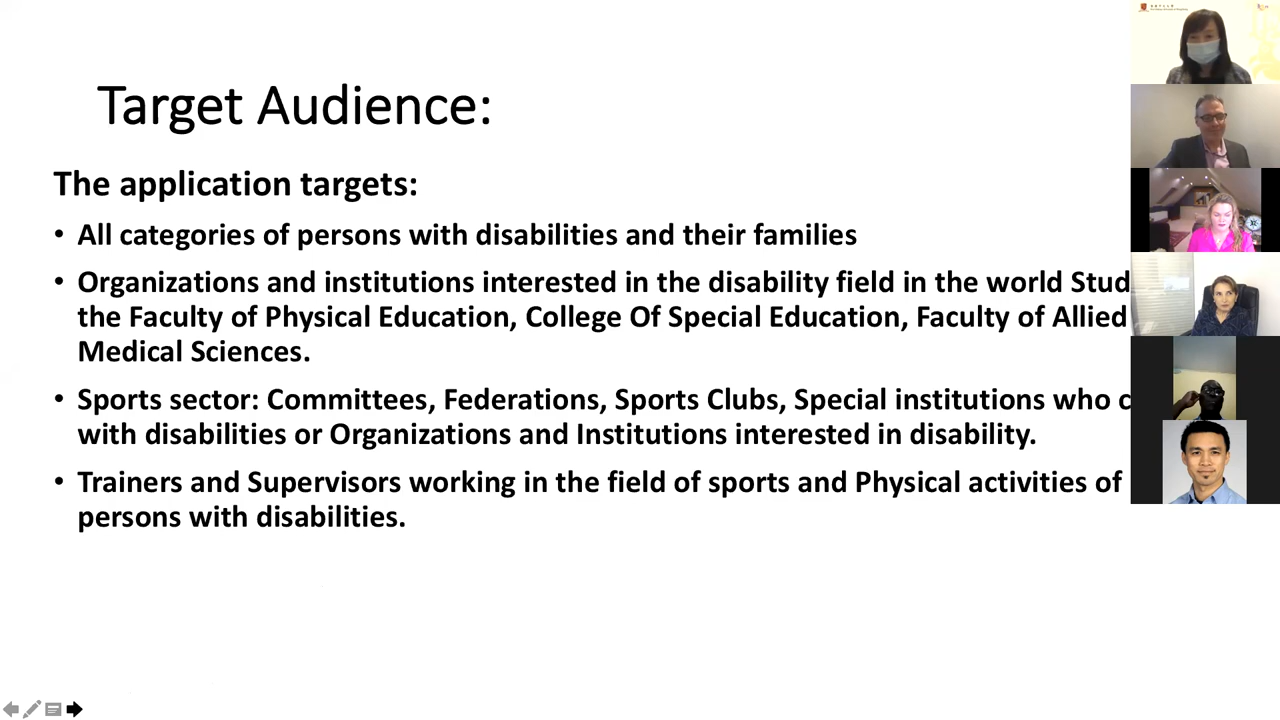 Target Audience:
The application targets:
• All categories of persons with disabilities and their families
• Organizations and institutions interested in the disability field in the world Stud
the Faculty of Physical Education, College Of Special Education, Faculty of Allied
Medical Sciences.
• Sports sector: Committees, Federations, Sports Clubs, Special institutions who c
with disabilities or Organizations and Institutions interested in disability.
• Trainers and Supervisors working in the field of sports and Physical activities of
persons with disabilities.